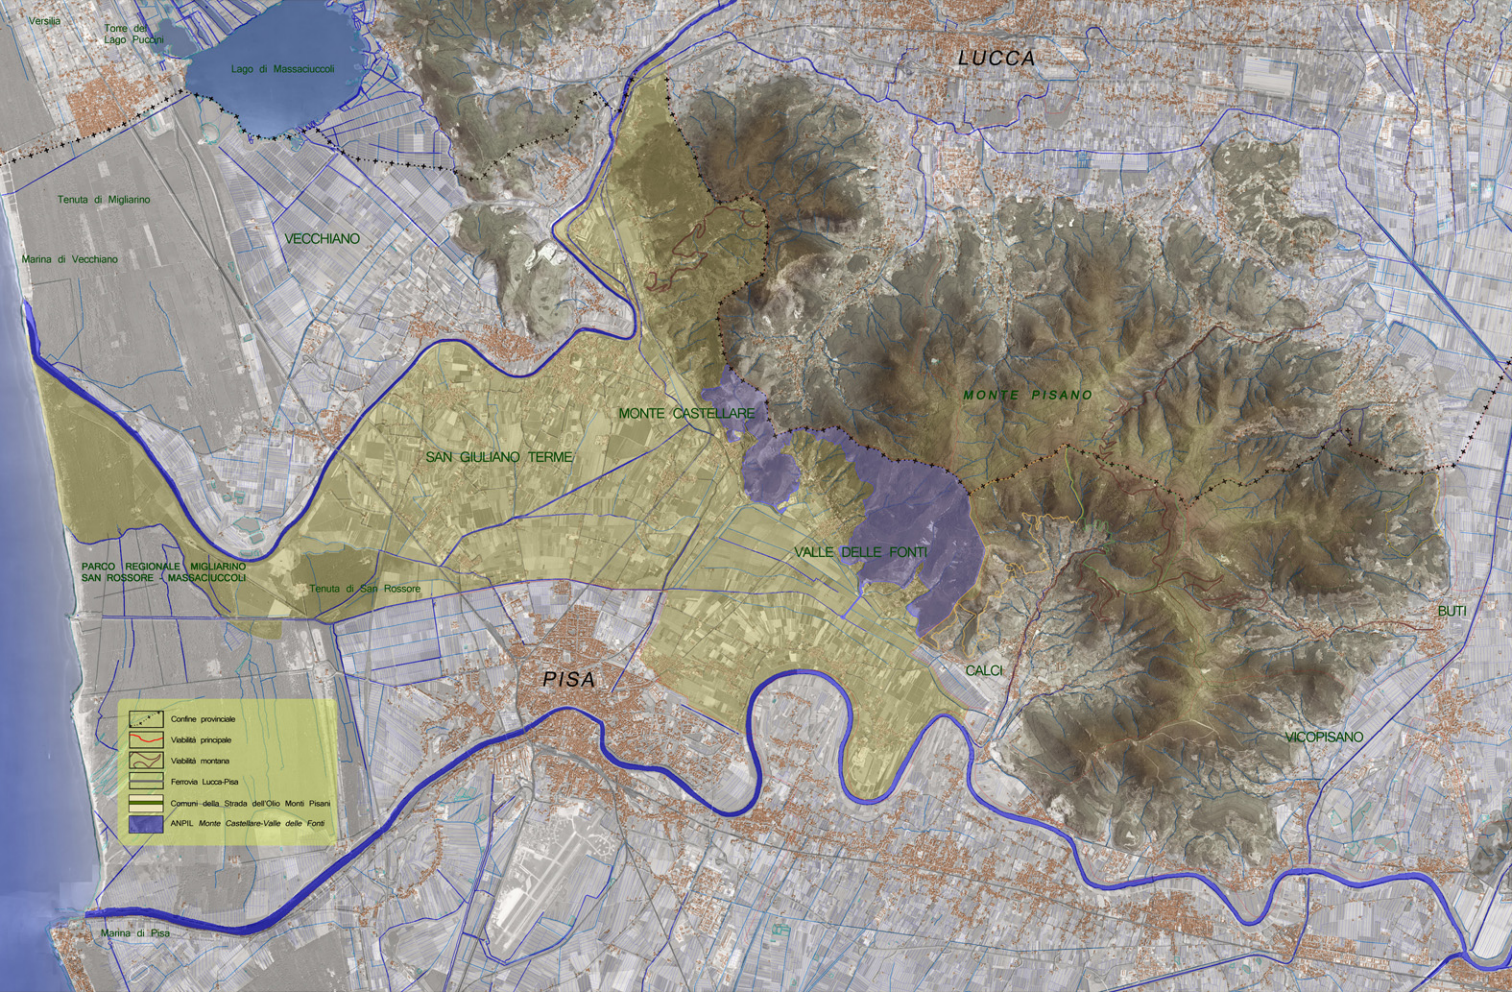 Versilia
Torre del
Lago Puccini
Lago di Massaciuccoli
LUCCA
Tenuta di Migliarino
VECCHIANO
Marina di Vecchiano
MONTE PISANO
MONTE CASTELLARE
SAN GIULIANO TERME
VALLE DELLE FONTI
PARCO REGIONALE MIGLIARINO
SAN ROSSORE MASSACIUCCOLI
Tenuta di San Rossore
BUTI
CALCI
PISA
VICOPISANO
Confine provinciale
Viabilità principale
Viabilità montana
Ferrovia Lucca-Pisa
Comuni della Strada dell'Olio Monti Pisani
ANPIL Monte Castellare-Valle delle Fonti
Marina di Pisa